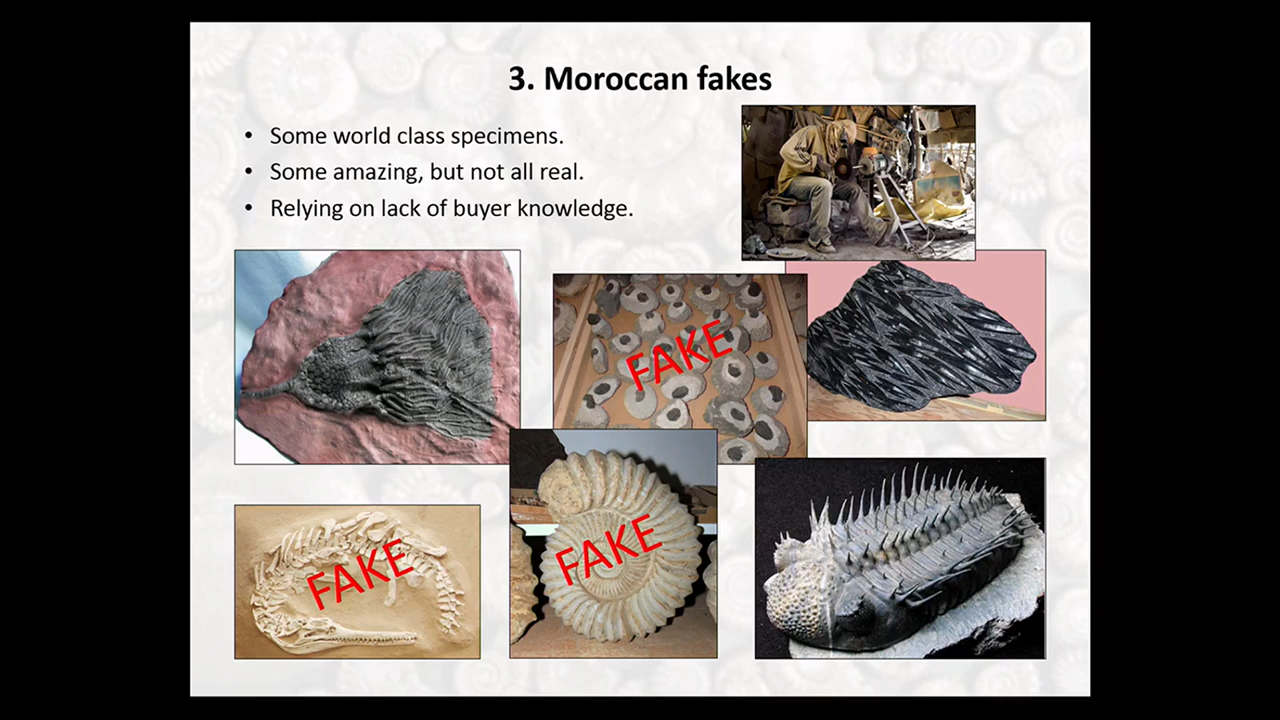 3. Moroccan fakes
• Some world class specimens.
• Some amazing, but not all real.
• Relying on lack of buyer knowledge.
FAKE
FAKE
FAKE